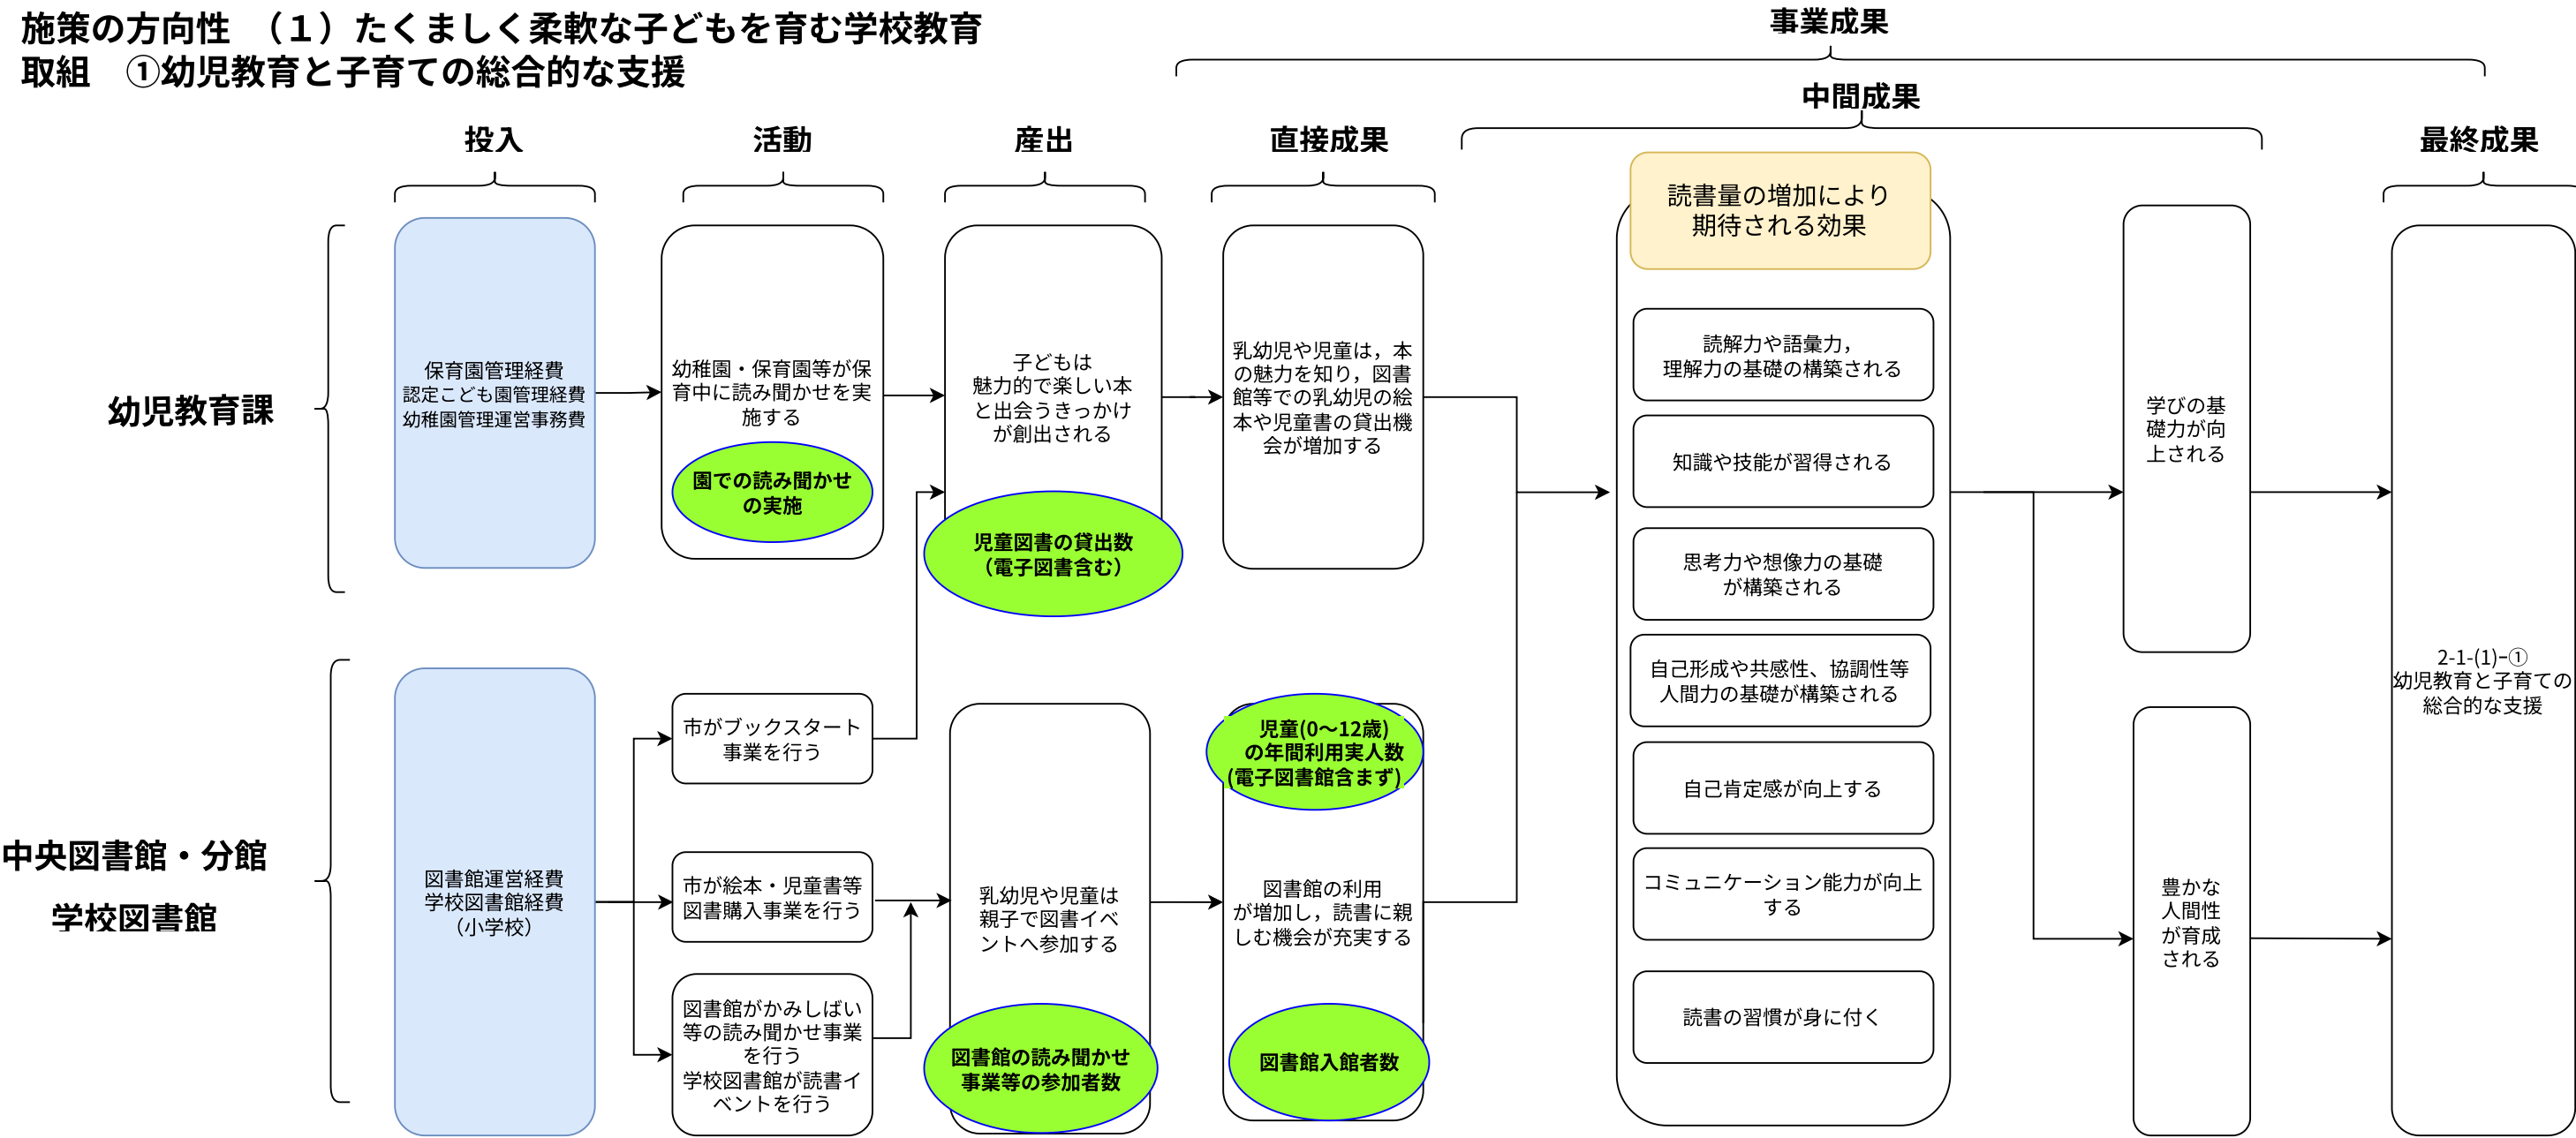 施策の方向性　（１）たくましく柔軟な子どもを育む学校教育
取組　①幼児教育と子育ての総合的な支援
事業成果
中間成果
投入
活動
産出
直接成果
最終成果
幼児教育課
保育園管理経費
認定こども園管理経費
幼稚園管理運営事務費
幼稚園・保育園等が保
育中に読み聞かせを実
施する
園での読み聞かせ
の実施
子どもは
魅力的で楽しい本
と出会うきっかけ
が創出される
児童図書の貸出数
（電子図書含む）
乳幼児や児童は，本
の魅力を知り，図書
館等での乳幼児の絵
本や児童書の貸出機
会が増加する
中央図書館・分館
学校図書館
図書館運営経費
学校図書館経費
（小学校）
市がブックスタート
事業を行う
市が絵本・児童書等
図書購入事業を行う
図書館がかみしばい
等の読み聞かせ事業
を行う
学校図書館が読書イ
ベントを行う
乳幼児や児童は
親子で図書イベ
ントへ参加する
図書館の読み聞かせ
事業等の参加者数
児童(0〜12歳)
の年間利用実人数
(電子図書館含まず)
図書館の利用
が増加し，読書に親
しむ機会が充実する
図書館入館者数
読書量の増加により
期待される効果
読解力や語彙力，
理解力の基礎の構築される
知識や技能が習得される
思考力や想像力の基礎
が構築される
自己形成や共感性、協調性等
人間力の基礎が構築される
自己肯定感が向上する
コミュニケーション能力が向上
する
読書の習慣が身に付く
学びの基
礎力が向
上される
豊かな
人間性
が育成
される
2-1-(1)-①
幼児教育と子育ての
総合的な支援